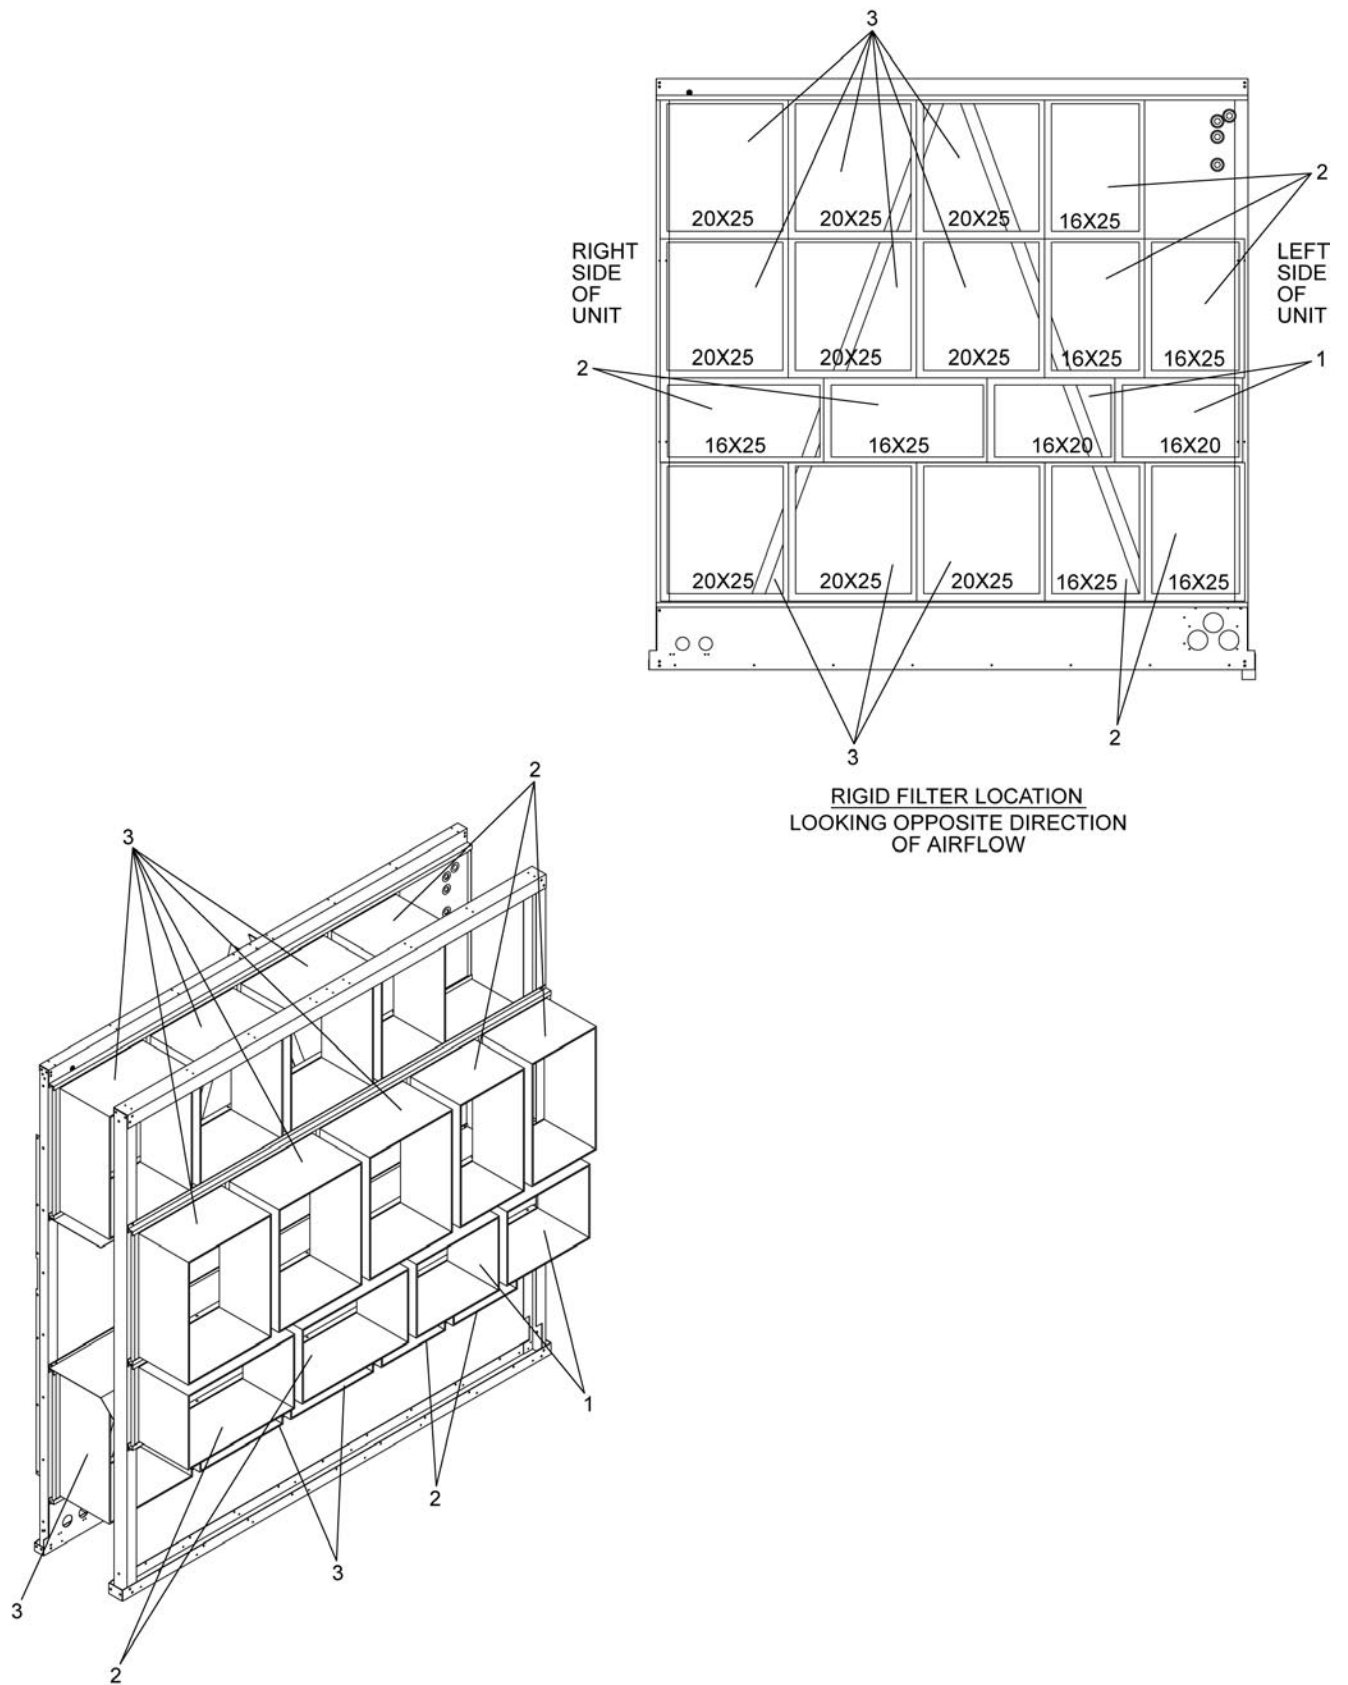 3
20X25 20X25 20X25 16X25
2
RIGHT
SIDE
OF
UNIT
LEFT
SIDE
OF
UNIT
20X25 20X25 20X25 16X25 16X25
2
1
16X25 16X25 16X20 16X20
20X25 20X25 20X25 16X25 16X25
3
2
RIGID FILTER LOCATION
LOOKING OPPOSITE DIRECTION
OF AIRFLOW
2
3
1
2
3
3
2